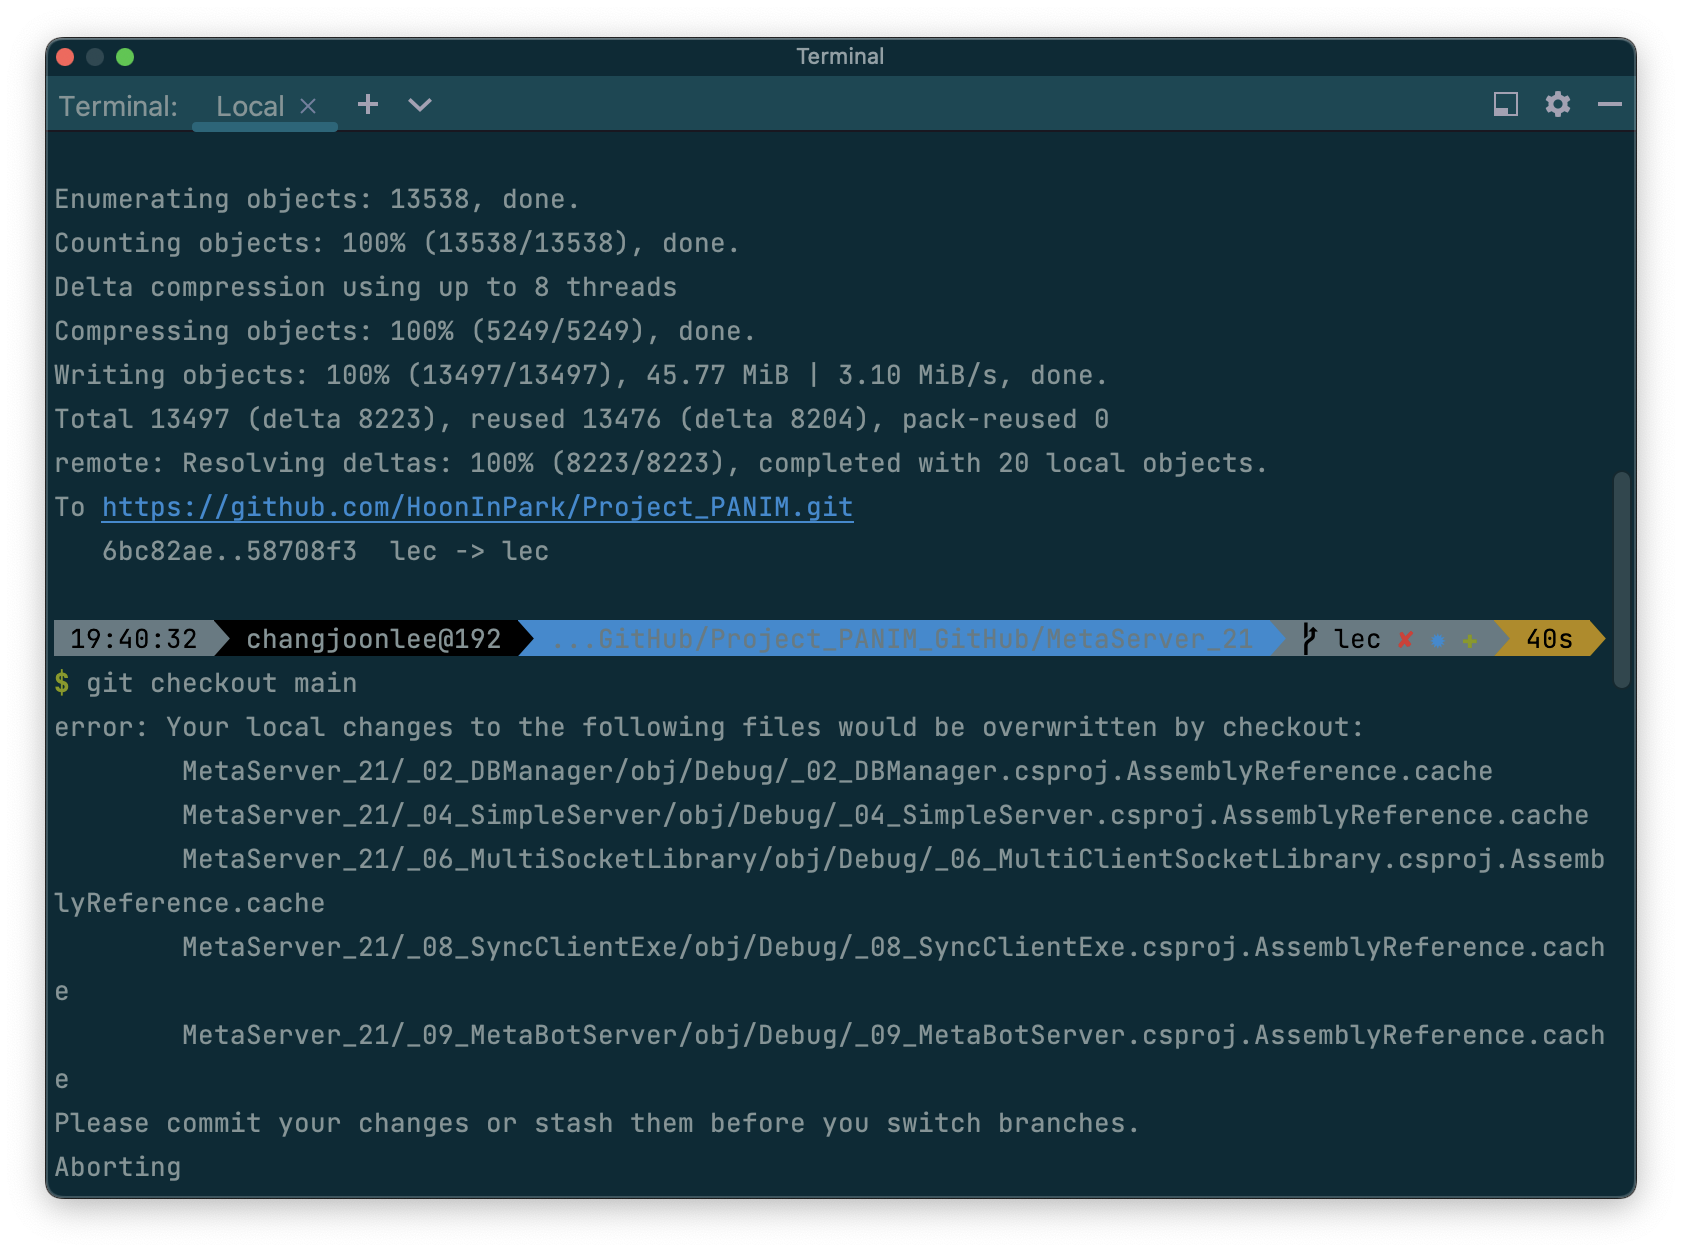 Terminal
Terminal: Local × + 
Enumerating objects: 13538, done.
Counting objects: 100% (13538/13538), done.
Delta compression using up to 8 threads
Compressing objects: 100% (5249/5249), done.
Writing objects: 100% (13497/13497), 45.77 MiB | 3.10 MiB/s, done.
Total 13497 (delta 8223), reused 13476 (delta 8204), pack-reused 0
remote: Resolving deltas: 100% (8223/8223), completed with 20 local objects.
To https://github.com/HoonInPark/Project_PANIM.git
   6bc82ae..58708f3  lec -> lec
19:40:32 changjoonlee@192 ...GitHub/Project_PANIM_GitHub/MetaServer_21 lec ✘ ● ✚ 40s
$ git checkout main
error: Your local changes to the following files would be overwritten by checkout:
        MetaServer_21/_02_DBManager/obj/Debug/_02_DBManager.csproj.AssemblyReference.cache
        MetaServer_21/_04_SimpleServer/obj/Debug/_04_SimpleServer.csproj.AssemblyReference.cache
        MetaServer_21/_06_MultiSocketLibrary/obj/Debug/_06_MultiClientSocketLibrary.csproj.Assemb
lyReference.cache
        MetaServer_21/_08_SyncClientExe/obj/Debug/_08_SyncClientExe.csproj.AssemblyReference.cach
e
        MetaServer_21/_09_MetaBotServer/obj/Debug/_09_MetaBotServer.csproj.AssemblyReference.cach
e
Please commit your changes or stash them before you switch branches.
Aborting